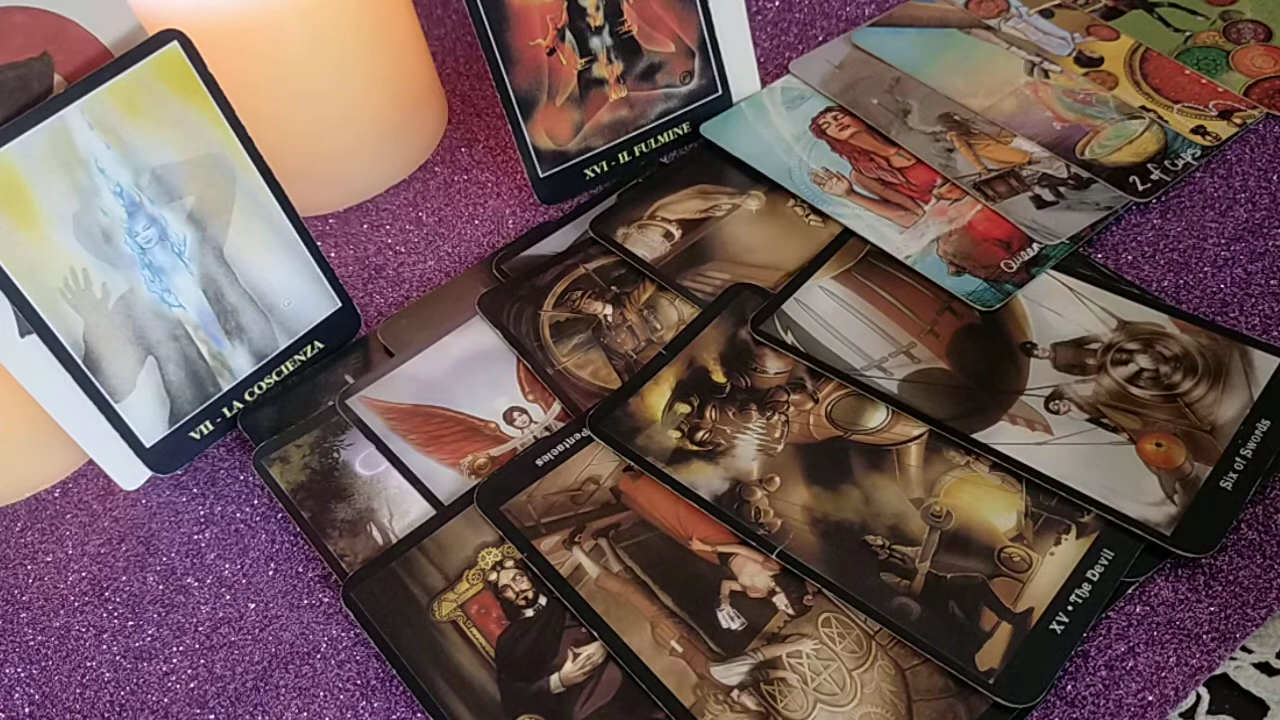 XVI - IL FULMINE
VII - LA COSCIENZA
2 of Cups
Queen
Pentacles
Six of Swords
XV • The Devil